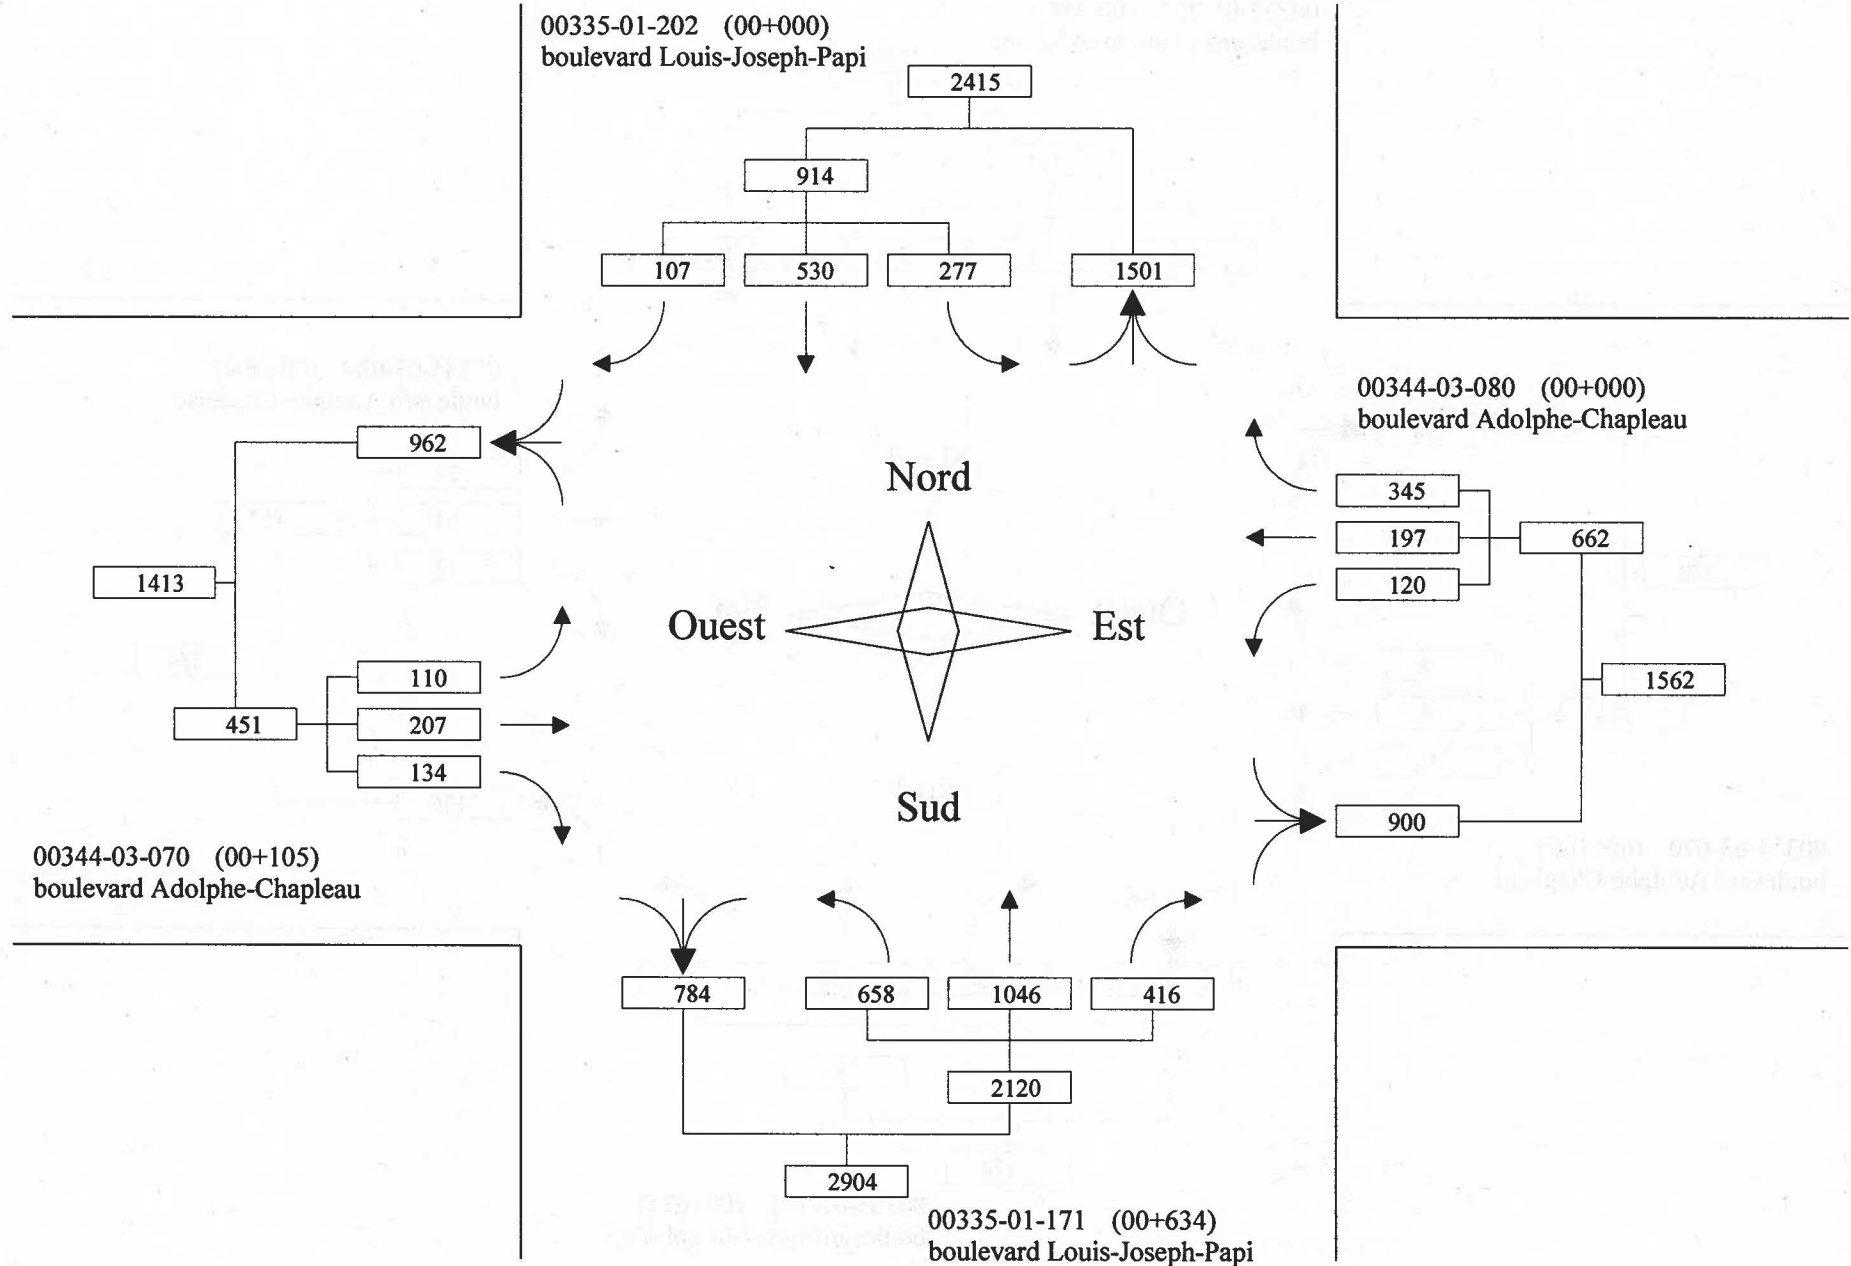 00335-01-202 (00+000)
boulevard Louis-Joseph-Papi
2415
914
107 530 277 1501
00344-03-080 (00+000)
boulevard Adolphe-Chapleau
962
Nord
345
197
662
120
1413
Ouest
Est
110
1562
451
207
134
Sud
900
00344-03-070 (00+105)
boulevard Adolphe-Chapleau
784 658 1046 416
2120
2904
00335-01-171 (00+634)
boulevard Louis-Joseph-Papi